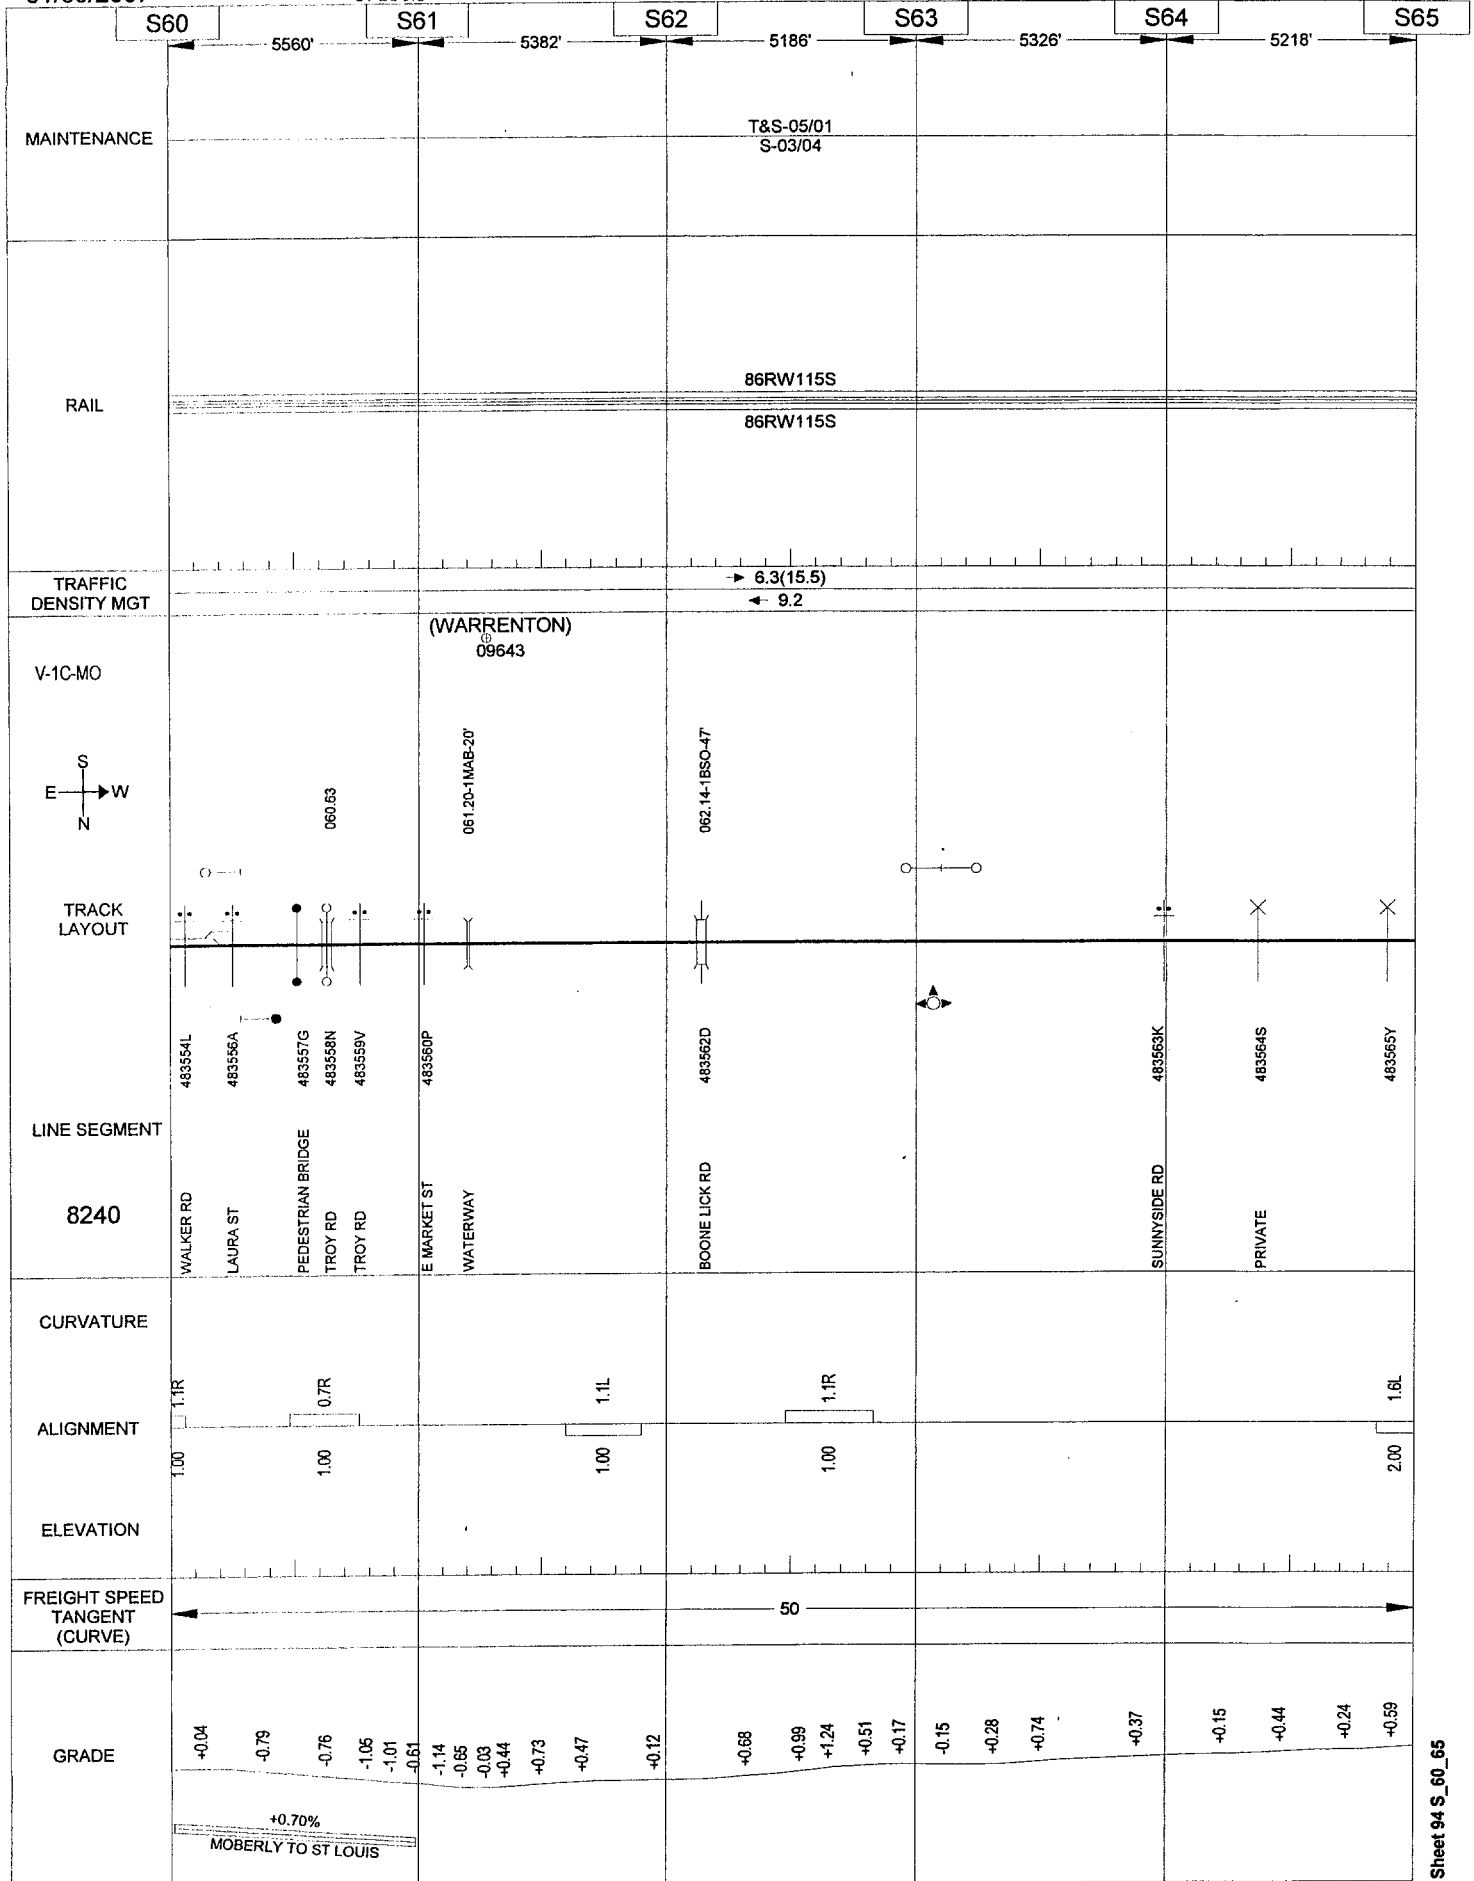 S60 S61 S62 S63 S64 S65
5560' 5382' 5186' 5326' 5218'
MAINTENANCE
T&S-05/01
S-03/04
RAIL
86RW115S
86RW115S
TRAFFIC
DENSITY MGT
6.3(15.5)
9.2
(WARRENTON)
09643
V-1C-MO
S
E W
N
060.63
061.20-1MAB-20'
062.14-1BSO-47'
TRACK
LAYOUT
483554L
483556A
483557G
483558N
483559V
483560P
483562D
483563K
483564S
483565Y
LINE SEGMENT
8240
WALKER RD
LAURA ST
PEDESTRIAN BRIDGE
TROY RD
TROY RD
E MARKET ST
WATERWAY
BOONE LICK RD
SUNNYSIDE RD
PRIVATE
CURVATURE
1.1R 0.7R 1.1L 1.1R 1.6L
ALIGNMENT
1.00 1.00 1.00 1.00 2.00
ELEVATION
FREIGHT SPEED
TANGENT
(CURVE)
50
GRADE
+0.04 -0.79 -0.76 -1.05 -1.01 -0.61 -1.14 -0.65 -0.03 +0.44 +0.73 +0.47 +0.12 +0.68 +0.99 +1.24 +0.51 +0.17 -0.15 +0.28 +0.74 +0.37 +0.15 +0.44 +0.24 +0.59
+0.70%
MOBERLY TO ST LOUIS
Sheet 94 S_60_65